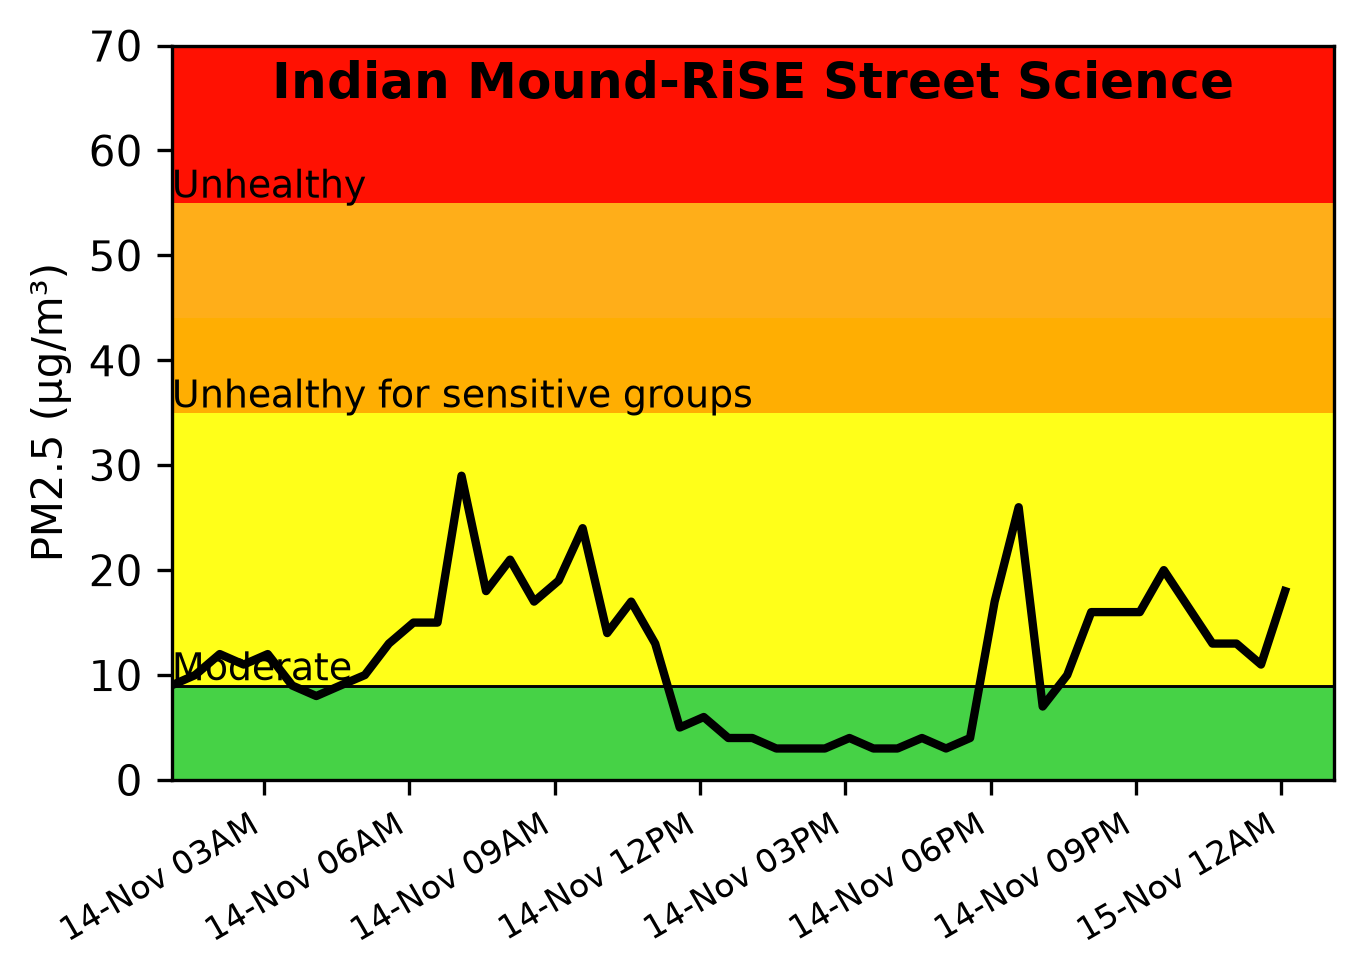 Indian Mound-RiSE Street Science
PM2.5 (µg/m³)
70
60
50
40
30
20
10
0
Unhealthy
Unhealthy for sensitive groups
Moderate
14-Nov 03AM
14-Nov 06AM
14-Nov 09AM
14-Nov 12PM
14-Nov 03PM
14-Nov 06PM
14-Nov 09PM
15-Nov 12AM